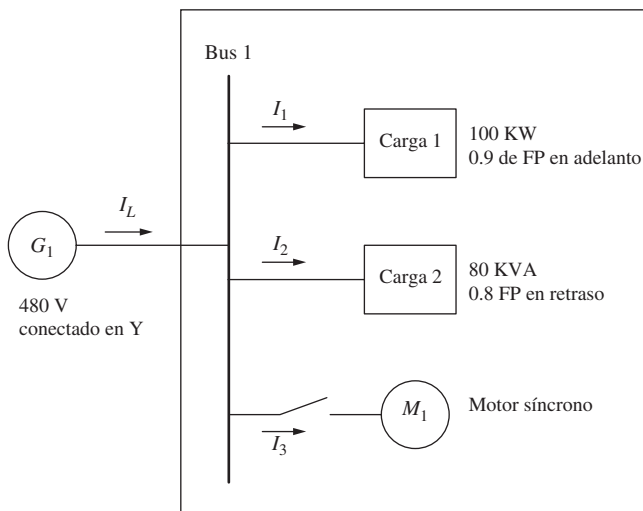 Bus 1
I1
Carga 1
100 KW
0.9 de FP en adelanto
IL
G1
480 V
conectado en Y
I2
Carga 2
80 KVA
0.8 FP en retraso
M1
Motor síncrono
I3